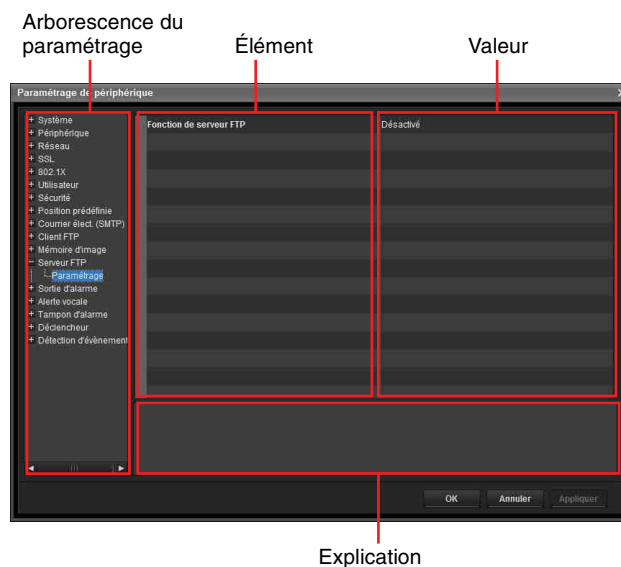 Arborescence du
paramétrage
Élément
Valeur
Paramétrage de périphérique
+ Système
+ Périphérique
+ Réseau
+ SSL
+ 802.1X
+ Utilisateur
+ Sécurité
+ Position prédéfinie
+ Courrier élect. (SMTP)
+ Client FTP
+ Mémoire d'image
− Serveur FTP
Paramétrage
+ Sortie d'alarme
+ Alerte vocale
+ Tampon d'alarme
+ Déclencheur
+ Détection d'évènement
Fonction de serveur FTP
Désactivé
OK
Annuler
Appliquer
Explication